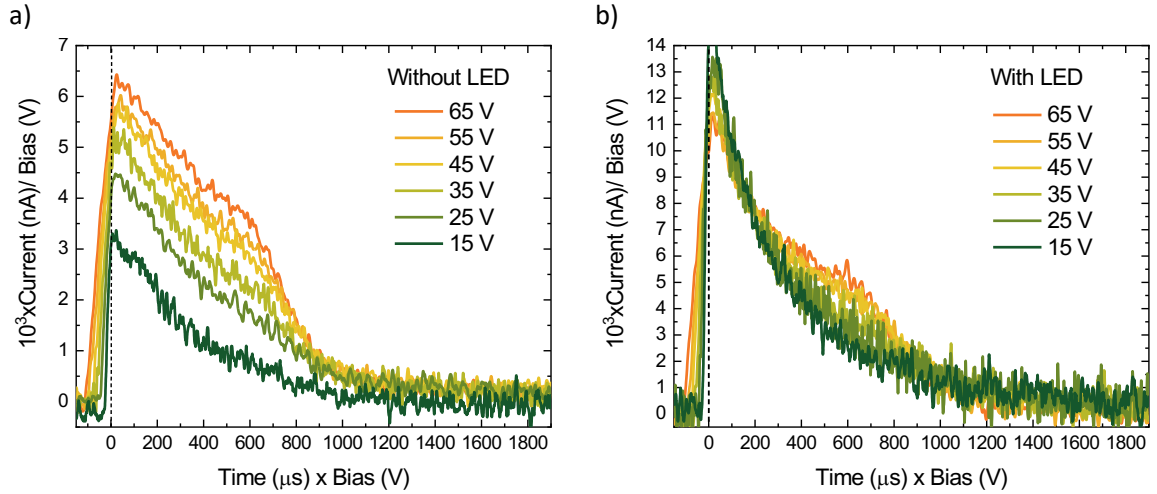 a)
7
6
5
4
3
2
1
0
0 200 400 600 800 1000 1200 1400 1600 1800
10³xCurrent (nA)/ Bias (V)
Time (μs) x Bias (V)
Without LED
65 V
55 V
45 V
35 V
25 V
15 V
b)
14
13
12
11
10
9
8
7
6
5
4
3
2
1
0
0 200 400 600 800 1000 1200 1400 1600 1800
10³xCurrent (nA)/ Bias (V)
Time (μs) x Bias (V)
With LED
65 V
55 V
45 V
35 V
25 V
15 V